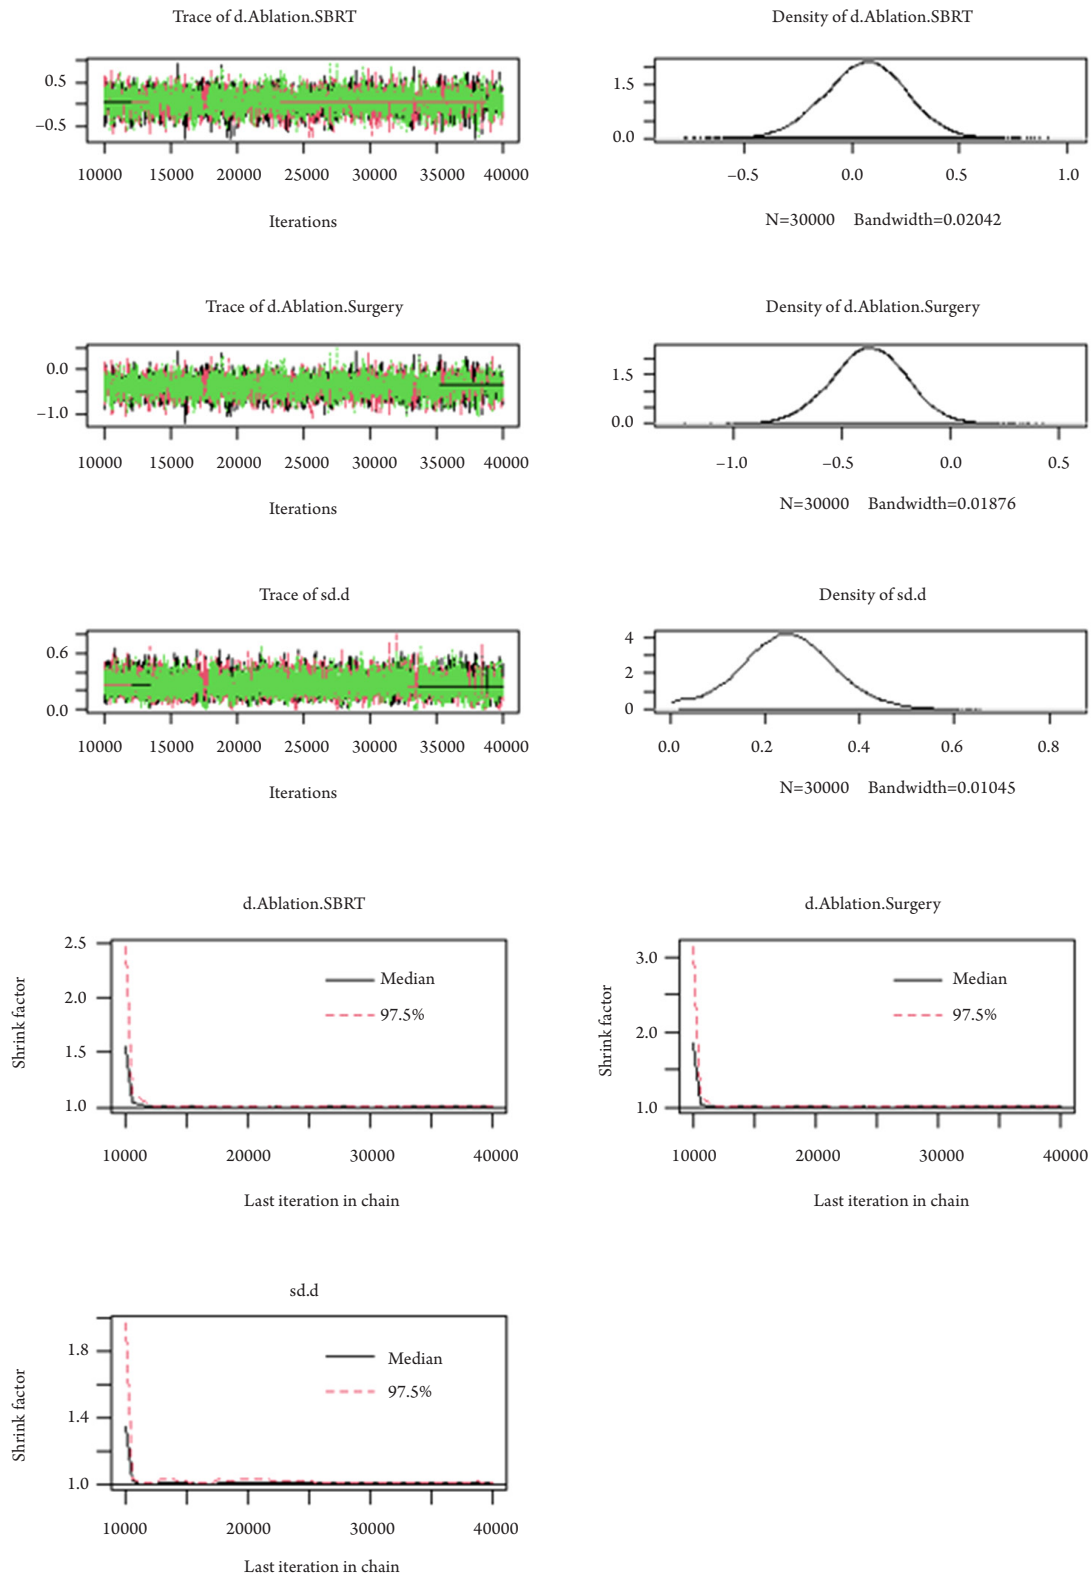 Trace of d.Ablation.SBRT
0.5
–0.5
10000 15000 20000 25000 30000 35000 40000
Iterations
Density of d.Ablation.SBRT
1.5
0.0
–0.5 0.0 0.5 1.0
N=30000 Bandwidth=0.02042
Trace of d.Ablation.Surgery
0.0
–1.0
10000 15000 20000 25000 30000 35000 40000
Iterations
Density of d.Ablation.Surgery
1.5
0.0
–1.0 –0.5 0.0 0.5
N=30000 Bandwidth=0.01876
Trace of sd.d
0.6
0.0
10000 15000 20000 25000 30000 35000 40000
Iterations
Density of sd.d
4
2
0
0.0 0.2 0.4 0.6 0.8
N=30000 Bandwidth=0.01045
d.Ablation.SBRT
Shrink factor
2.5
2.0
1.5
1.0
Median
97.5%
10000 20000 30000 40000
Last iteration in chain
d.Ablation.Surgery
Shrink factor
3.0
2.0
1.0
Median
97.5%
10000 20000 30000 40000
Last iteration in chain
sd.d
Shrink factor
1.8
1.4
1.0
Median
97.5%
10000 20000 30000 40000
Last iteration in chain